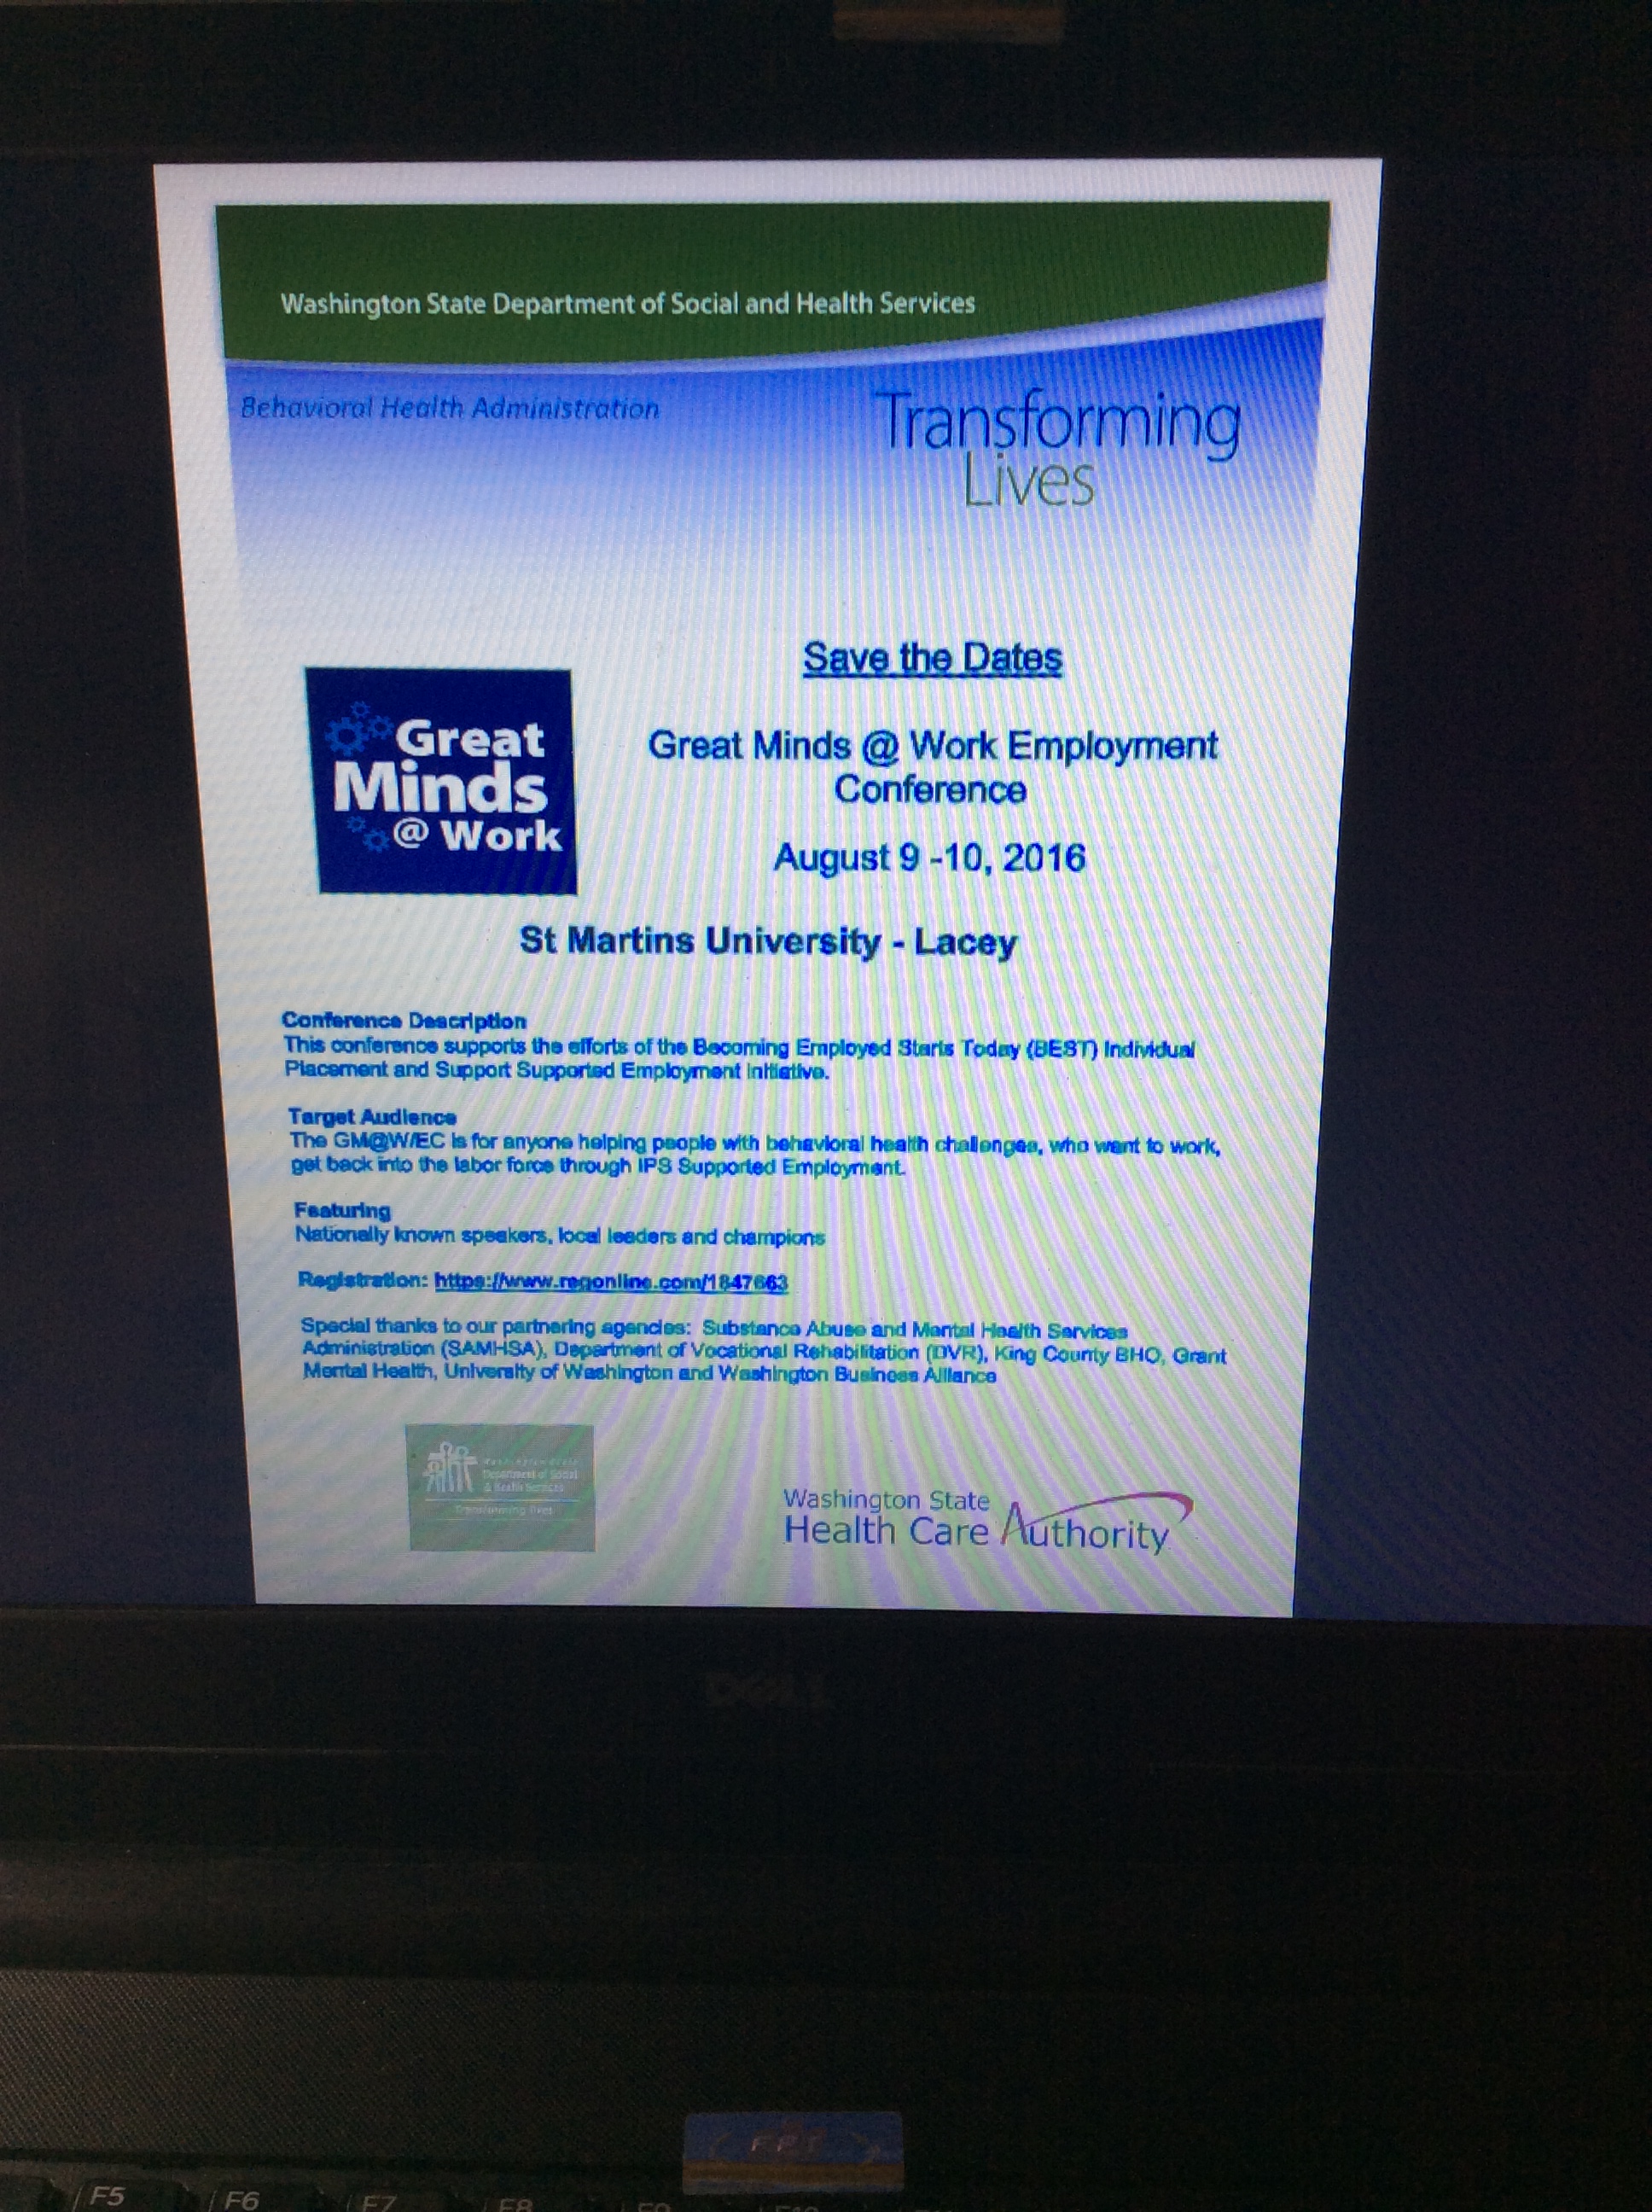 Washington State Department of Social and Health Services
Behavioral Health Administration
Transforming
Lives
Save the Dates
Great
Minds
@ Work
Great Minds @ Work Employment
Conference
August 9 -10, 2016
St Martins University - Lacey
Conference Description
This conference supports the efforts of the Becoming Employed Starts Today (BEST) Individual
Placement and Support Supported Employment Initiative.
Target Audience
The GM@W/EC is for anyone helping people with behavioral health challenges, who want to work,
get back into the labor force through IPS Supported Employment.
Featuring
Nationally known speakers, local leaders and champions
Registration: https://www.regonline.com/1847663
Special thanks to our partnering agencies: Substance Abuse and Mental Health Services
Administration (SAMHSA), Department of Vocational Rehabilitation (DVR), King County BHO, Grant
Mental Health, University of Washington and Washington Business Alliance
Washington State
Department of Social
& Health Services
Transforming lives
Washington State
Health Care Authority
DELL
F5
F6
F7
F8
F9
F10